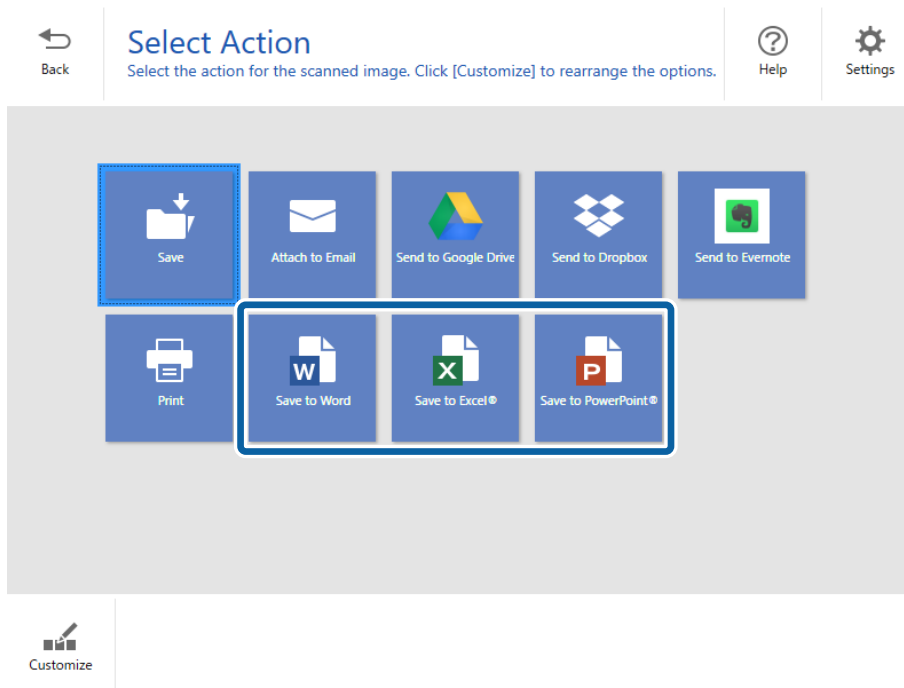 Select Action
Select the action for the scanned image. Click [Customize] to rearrange the options.
Back
Help
Settings
Save
Attach to Email
Send to Google Drive
Send to Dropbox
Send to Evernote
Print
W
Save to Word
X
Save to Excel®
P
Save to PowerPoint®
Customize